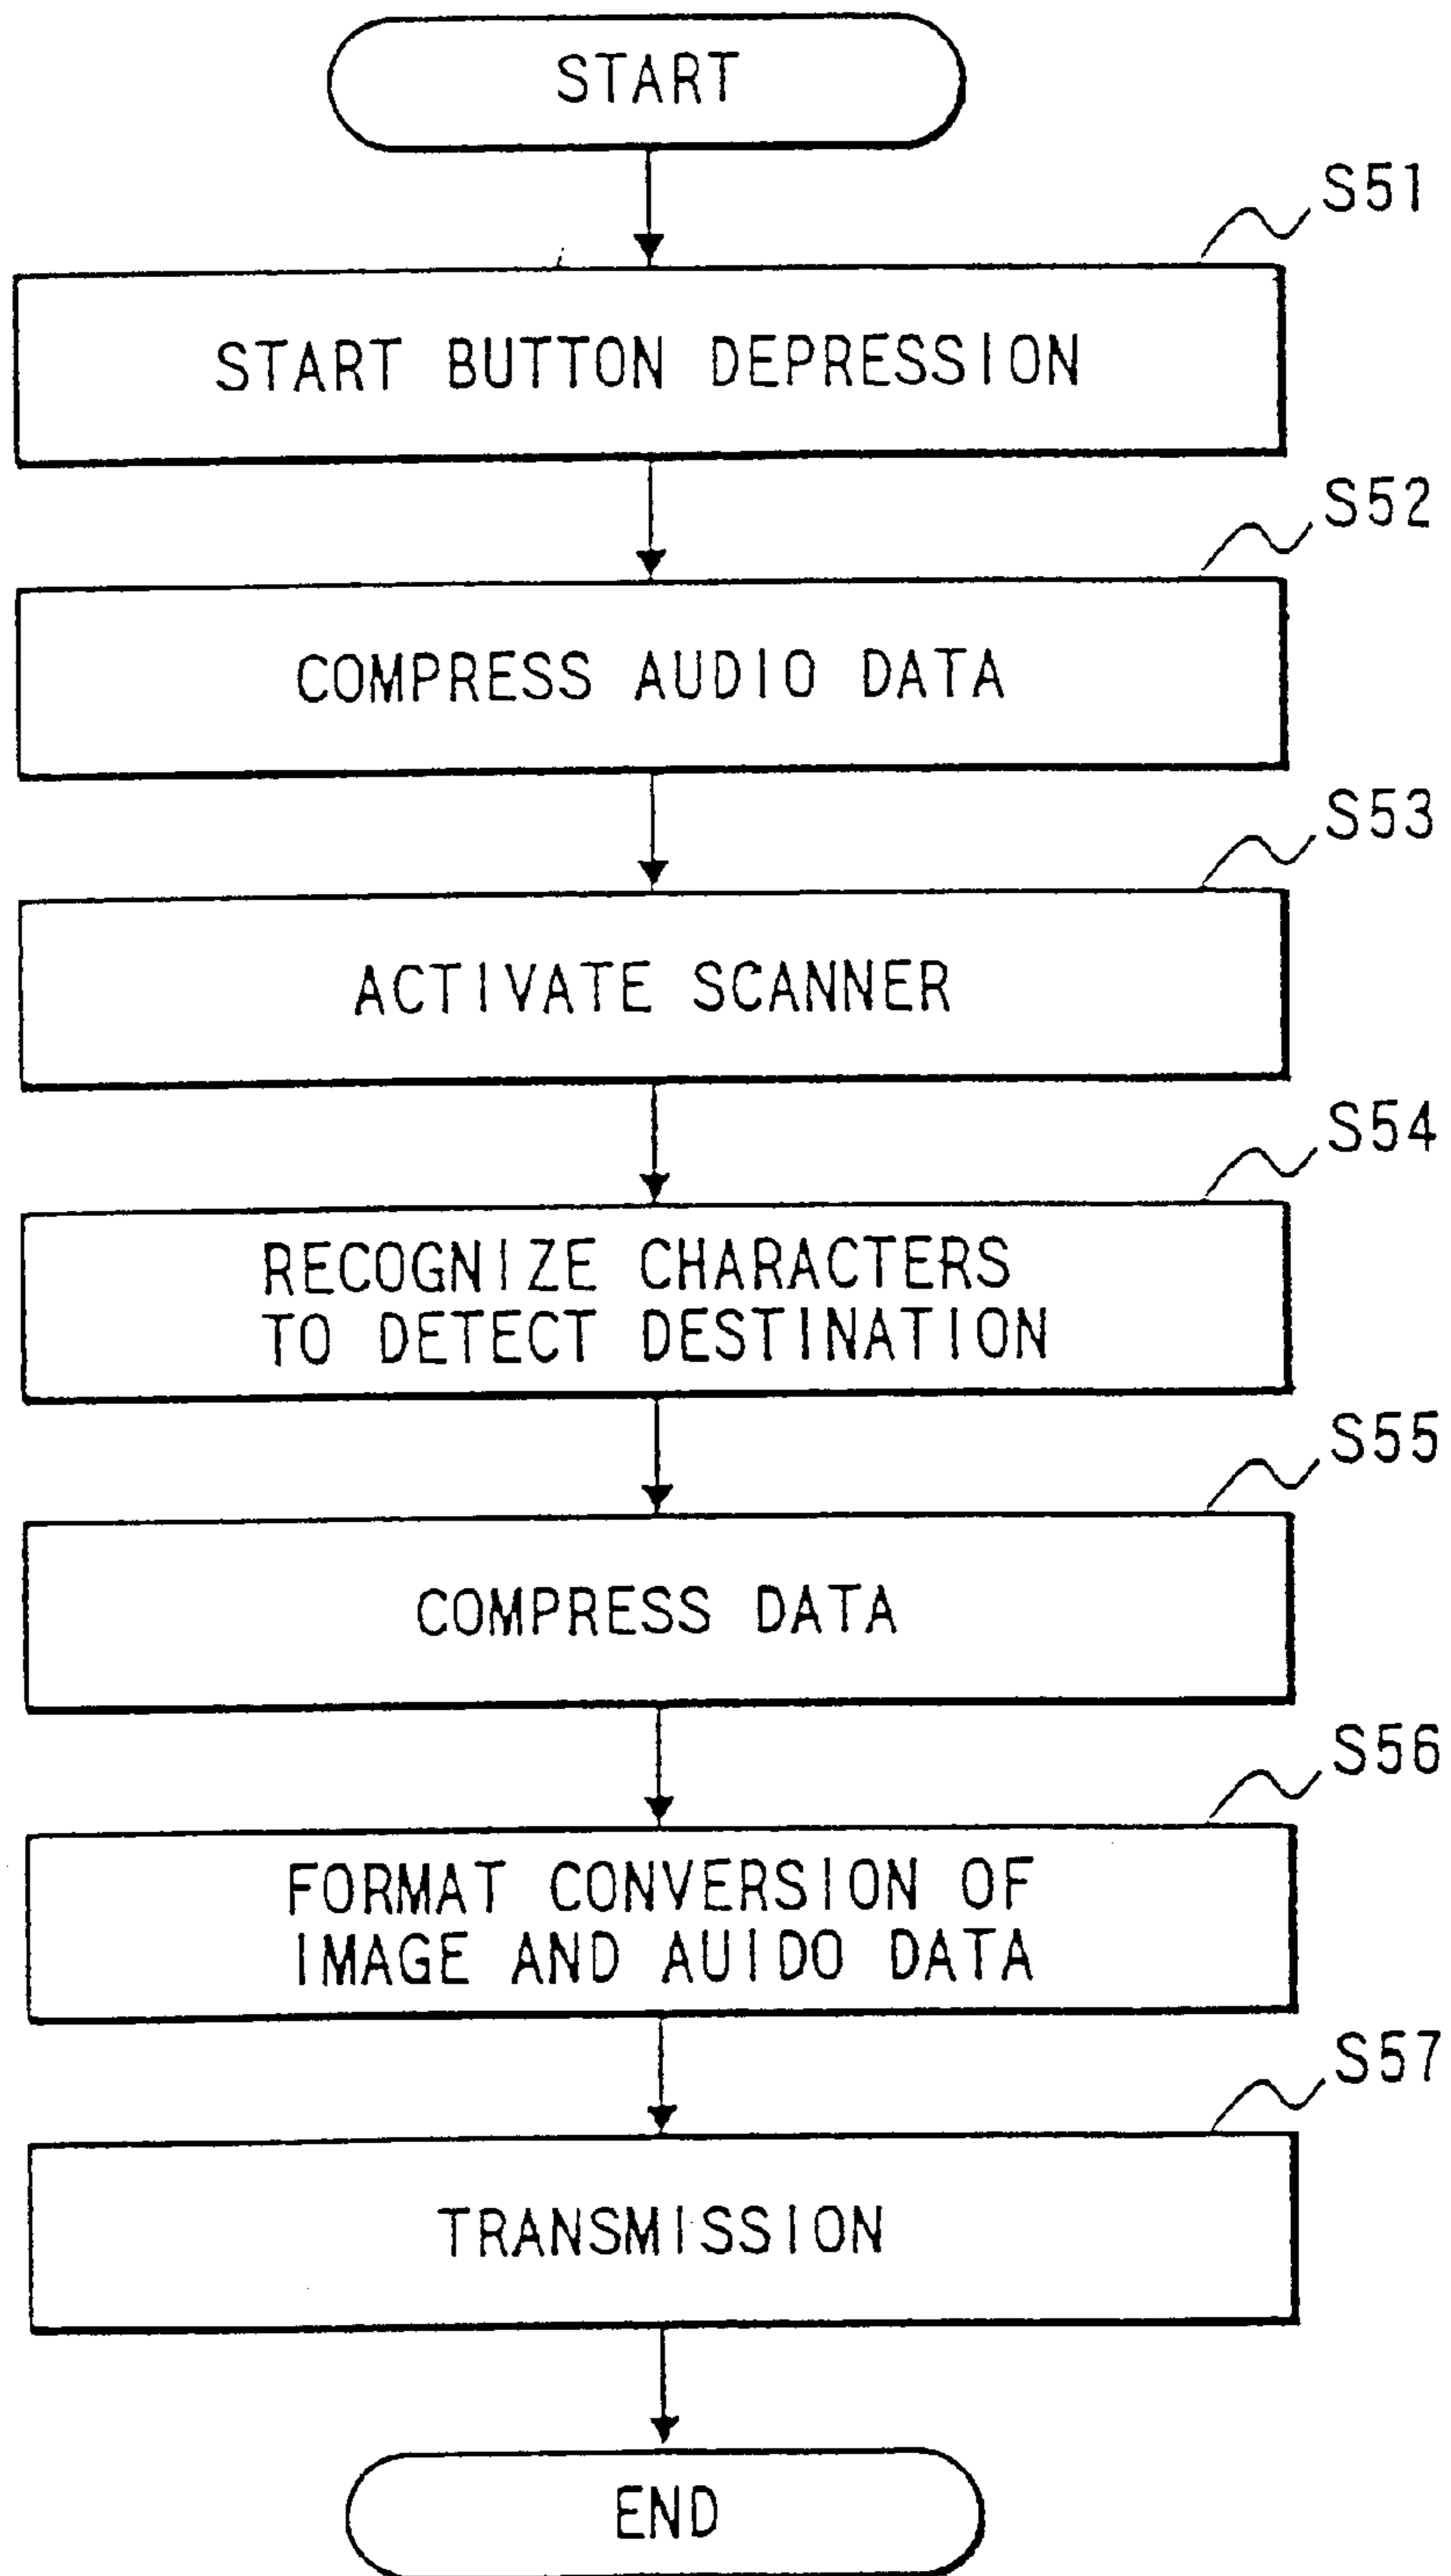 START
S51
START BUTTON DEPRESSION
S52
COMPRESS AUDIO DATA
S53
ACTIVATE SCANNER
S54
RECOGNIZE CHARACTERS
TO DETECT DESTINATION
S55
COMPRESS DATA
S56
FORMAT CONVERSION OF
IMAGE AND AUIDO DATA
S57
TRANSMISSION
END